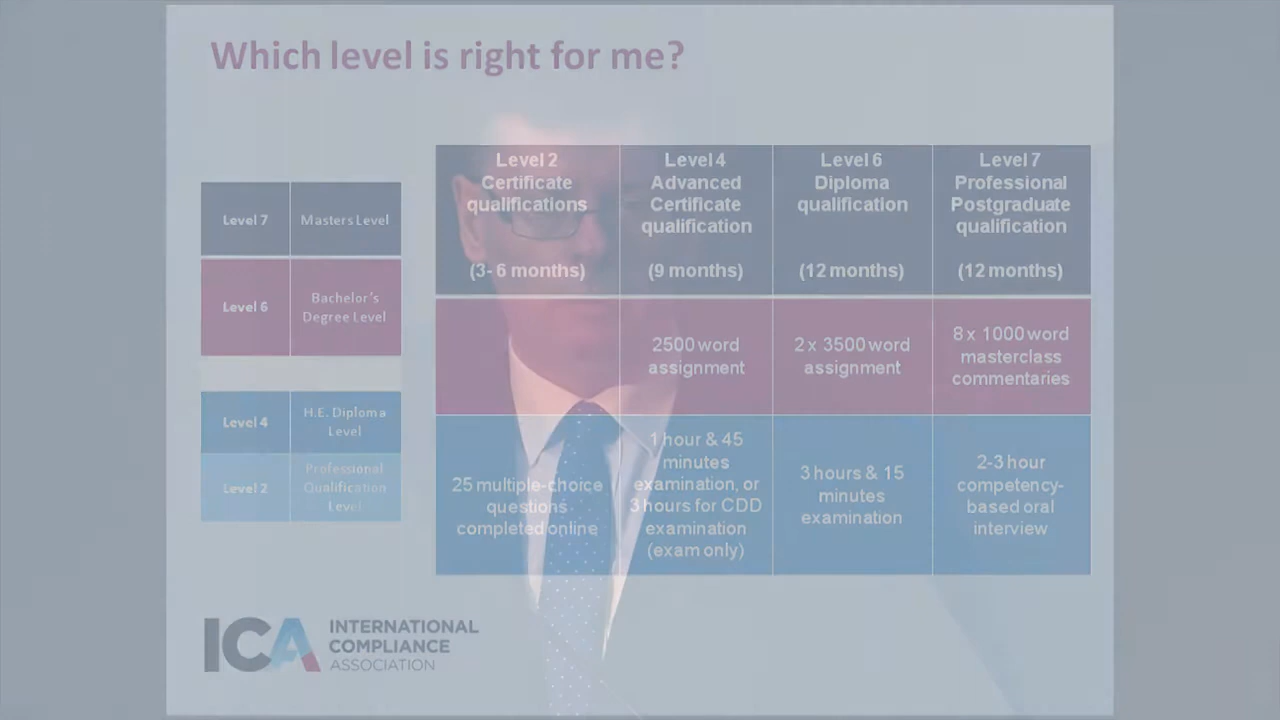 Which level is right for me?
Level 7
Masters Level
Level 6
Bachelor's
Degree Level
Level 4
H.E. Diploma
Level
Level 2
Professional
Qualification
Level
Level 2
Certificate
qualifications
(3- 6 months)
Level 4
Advanced
Certificate
qualification
(9 months)
Level 6
Diploma
qualification
(12 months)
Level 7
Professional
Postgraduate
qualification
(12 months)
2500 word
assignment
2 x 3500 word
assignment
8 x 1000 word
masterclass
commentaries
25 multiple-choice
questions
completed online
1 hour & 45
minutes
examination, or
3 hours for CDD
examination
(exam only)
3 hours & 15
minutes
examination
2-3 hour
competency-
based oral
interview
ICA
INTERNATIONAL
COMPLIANCE
ASSOCIATION